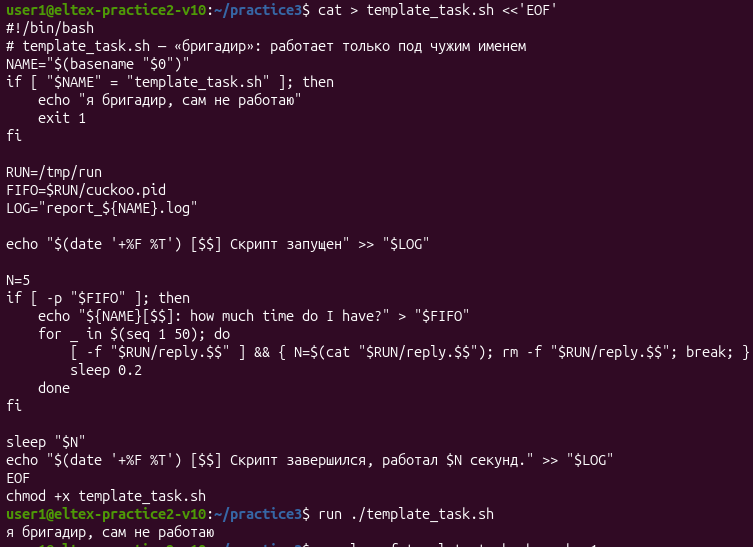 user1@eltex-practice2-v10:~/practice3$ cat > template_task.sh <<'EOF'
#!/bin/bash
# template_task.sh — «бригадир»: работает только под чужим именем
NAME="$(basename "$0")"
if [ "$NAME" = "template_task.sh" ]; then
    echo "я бригадир, сам не работаю"
    exit 1
fi

RUN=/tmp/run
FIFO=$RUN/cuckoo.pid
LOG="report_${NAME}.log"

echo "$(date '+%F %T') [$$] Скрипт запущен" >> "$LOG"

N=5
if [ -p "$FIFO" ]; then
    echo "${NAME}[$$]: how much time do I have?" > "$FIFO"
    for _ in $(seq 1 50); do
        [ -f "$RUN/reply.$$" ] && { N=$(cat "$RUN/reply.$$"); rm -f "$RUN/reply.$$"; break; }
        sleep 0.2
    done
fi

sleep "$N"
echo "$(date '+%F %T') [$$] Скрипт завершился, работал $N секунд." >> "$LOG"
EOF
chmod +x template_task.sh
user1@eltex-practice2-v10:~/practice3$ run ./template_task.sh
я бригадир, сам не работаю